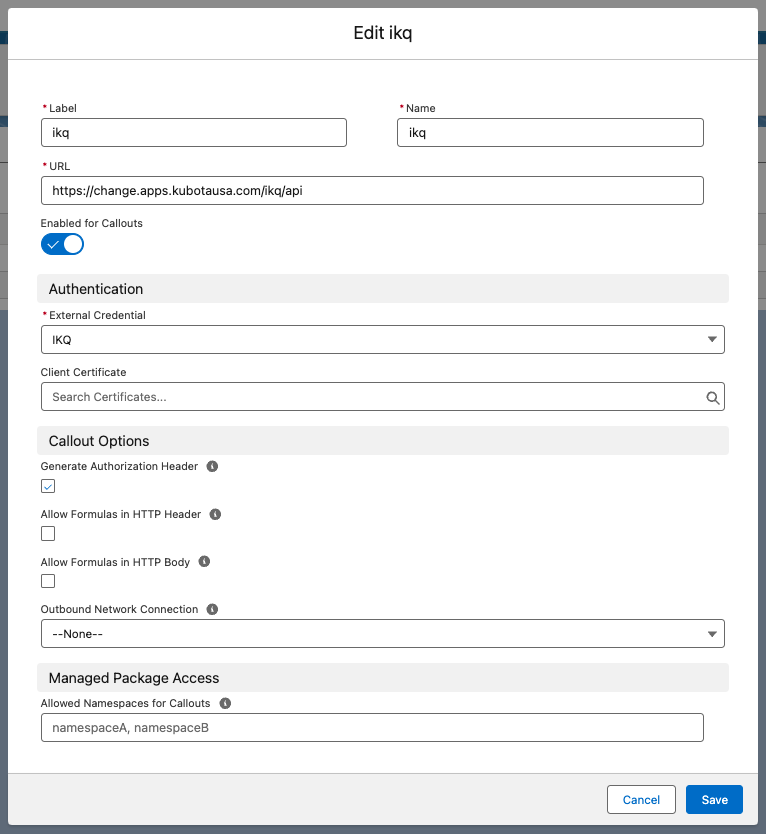 Edit ikq
* Label
* Name
ikq
ikq
* URL
https://change.apps.kubotausa.com/ikq/api
Enabled for Callouts
Authentication
* External Credential
IKQ
Client Certificate
Search Certificates...
Callout Options
Generate Authorization Header
Allow Formulas in HTTP Header
Allow Formulas in HTTP Body
Outbound Network Connection
--None--
Managed Package Access
Allowed Namespaces for Callouts
namespaceA, namespaceB
Cancel
Save